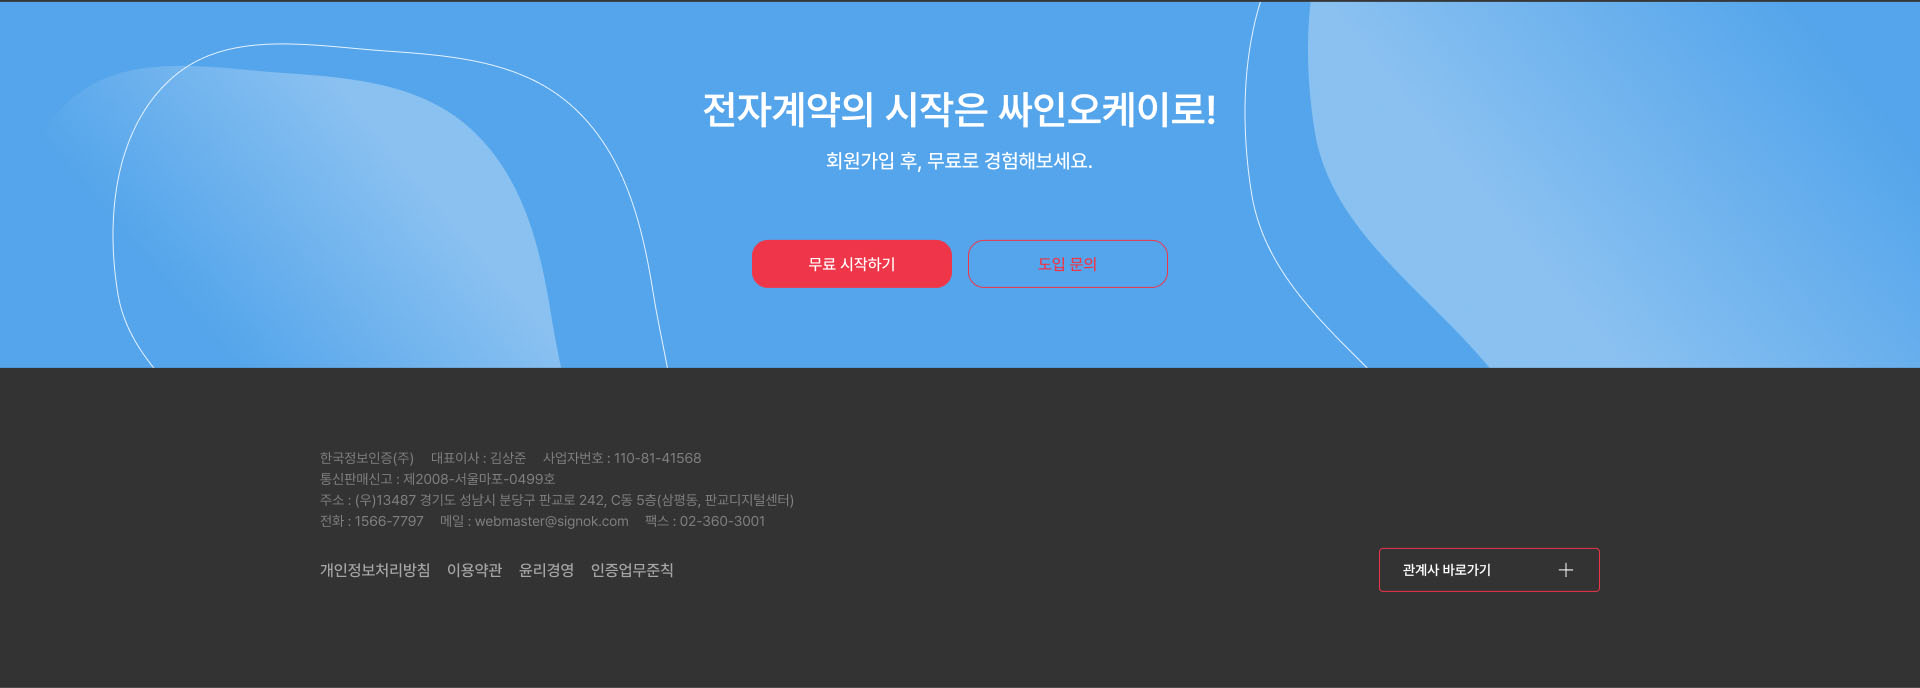 전자계약의 시작은 싸인오케이로!
회원가입 후, 무료로 경험해보세요.
무료 시작하기
도입 문의
한국정보인증(주) 대표이사 : 김상준 사업자번호 : 110-81-41568
통신판매신고 : 제2008-서울마포-0499호
주소 : (우)13487 경기도 성남시 분당구 판교로 242, C동 5층(삼평동, 판교디지털센터)
전화 : 1566-7797 메일 : webmaster@signok.com 팩스 : 02-360-3001
개인정보처리방침 이용약관 윤리경영 인증업무준칙
관계사 바로가기